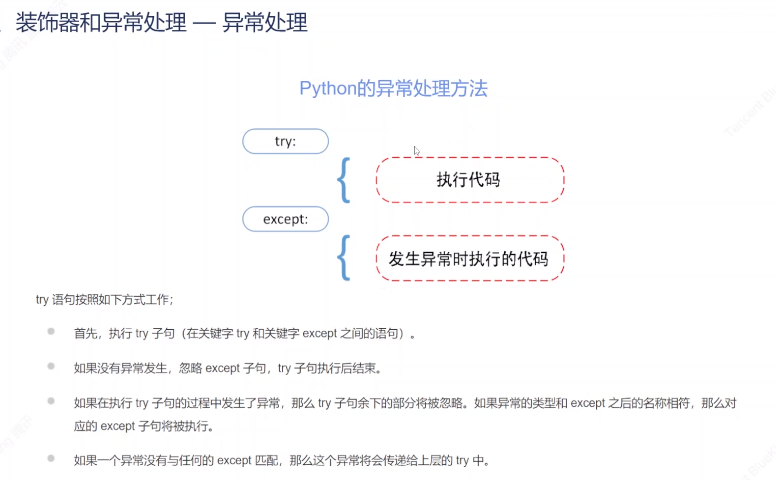 装饰器和异常处理 — 异常处理
Python的异常处理方法
try:
执行代码
except:
发生异常时执行的代码
try 语句按照如下方式工作；
首先，执行 try 子句（在关键字 try 和关键字 except 之间的语句）。
如果没有异常发生，忽略 except 子句，try 子句执行后结束。
如果在执行 try 子句的过程中发生了异常，那么 try 子句余下的部分将被忽略。如果异常的类型和 except 之后的名称相符，那么对
应的 except 子句将被执行。
如果一个异常没有与任何的 except 匹配，那么这个异常将会传递给上层的 try 中。